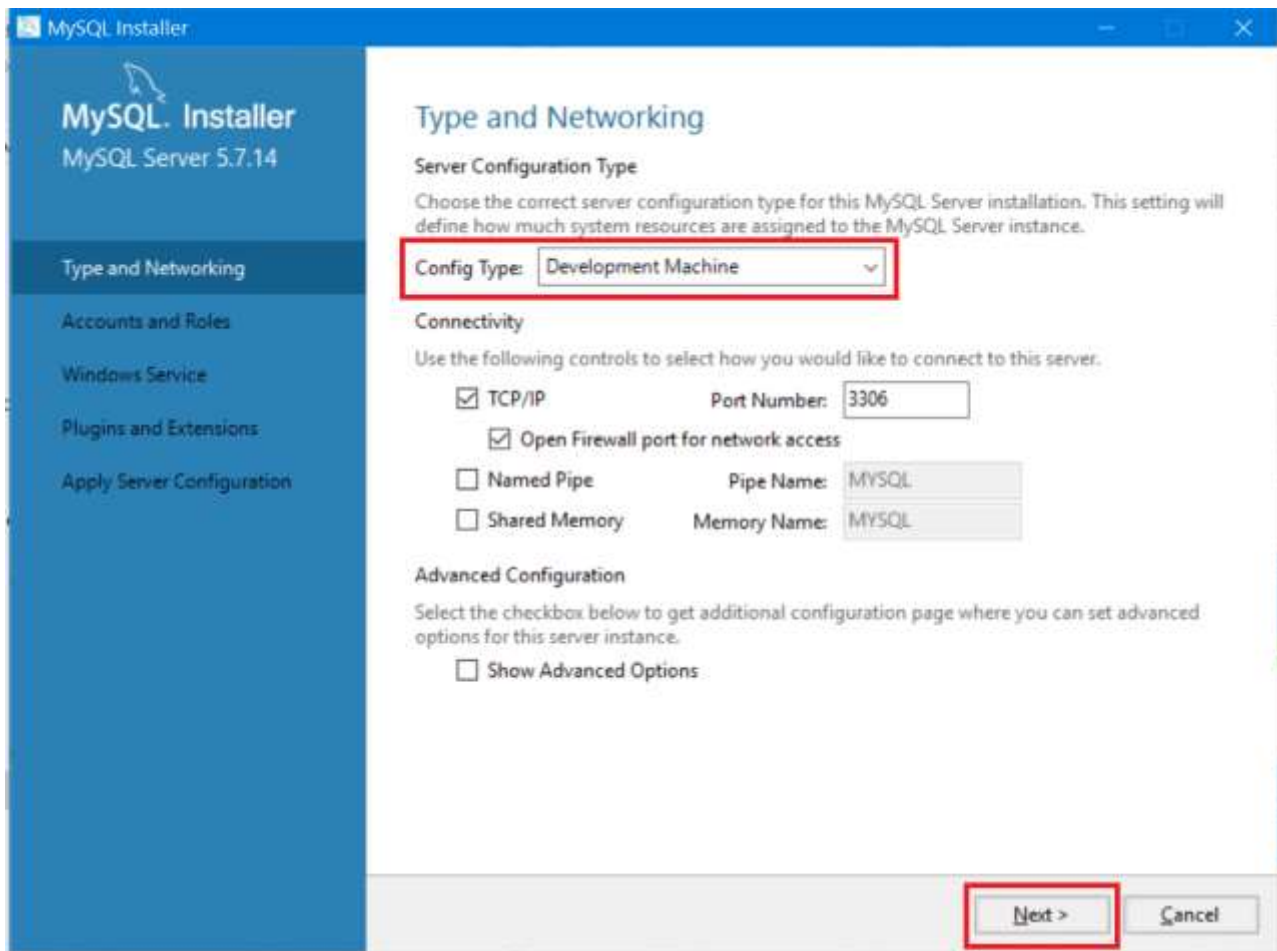 MySQL Installer
MySQL. Installer
MySQL Server 5.7.14
Type and Networking
Accounts and Roles
Windows Service
Plugins and Extensions
Apply Server Configuration
Type and Networking
Server Configuration Type
Choose the correct server configuration type for this MySQL Server installation. This setting will
define how much system resources are assigned to the MySQL Server instance.
Config Type: Development Machine
Connectivity
Use the following controls to select how you would like to connect to this server.
TCP/IP Port Number: 3306
Open Firewall port for network access
Named Pipe Pipe Name: MYSQL
Shared Memory Memory Name: MYSQL
Advanced Configuration
Select the checkbox below to get additional configuration page where you can set advanced
options for this server instance.
Show Advanced Options
Next > Cancel